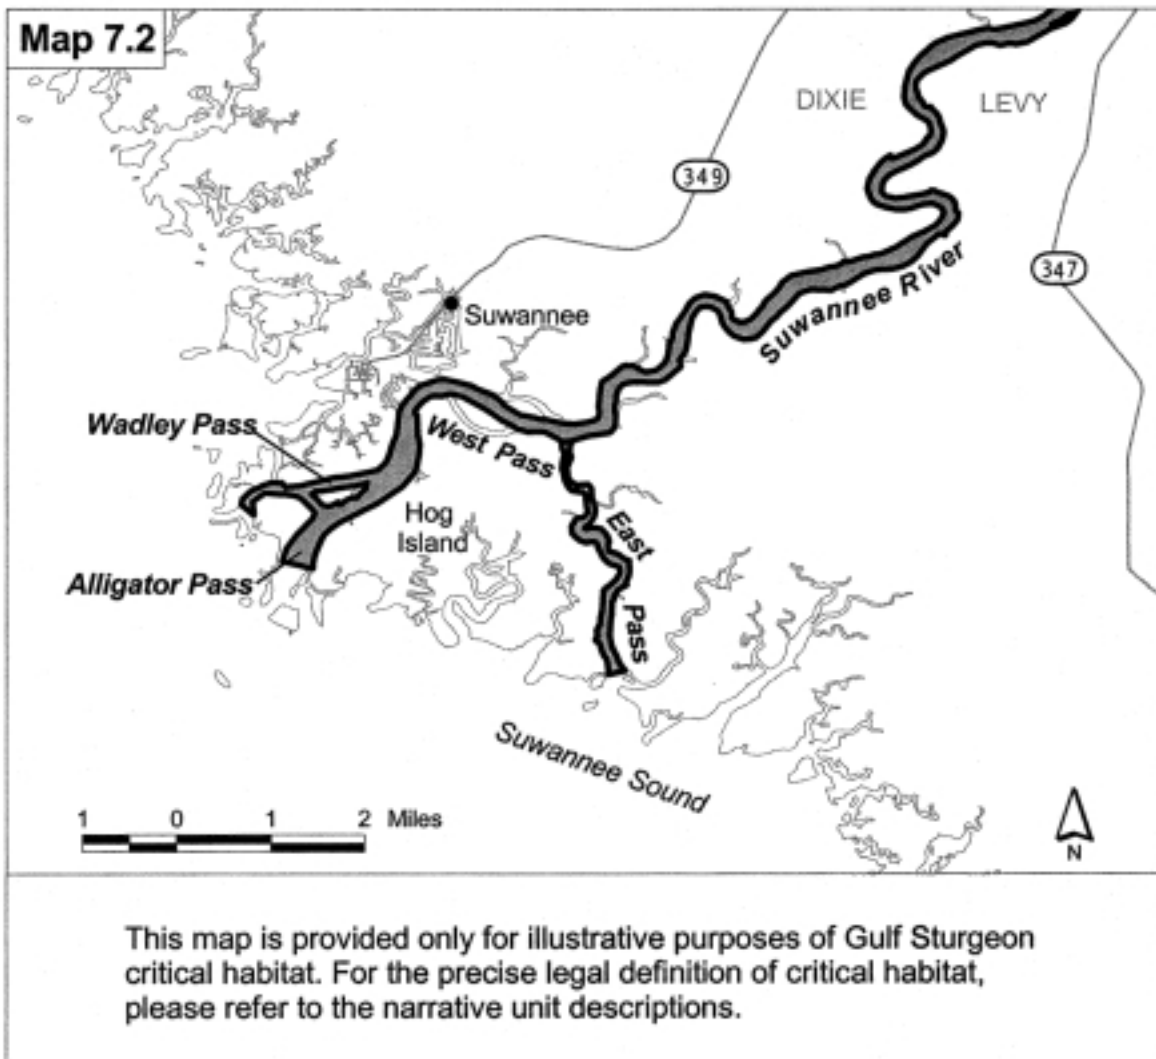 Map 7.2
DIXIE
LEVY
349
347
Suwannee River
Suwannee
Wadley Pass
West Pass
Hog
Island
East
Pass
Alligator Pass
Suwannee Sound
1 0 1 2 Miles
N
This map is provided only for illustrative purposes of Gulf Sturgeon
critical habitat. For the precise legal definition of critical habitat,
please refer to the narrative unit descriptions.